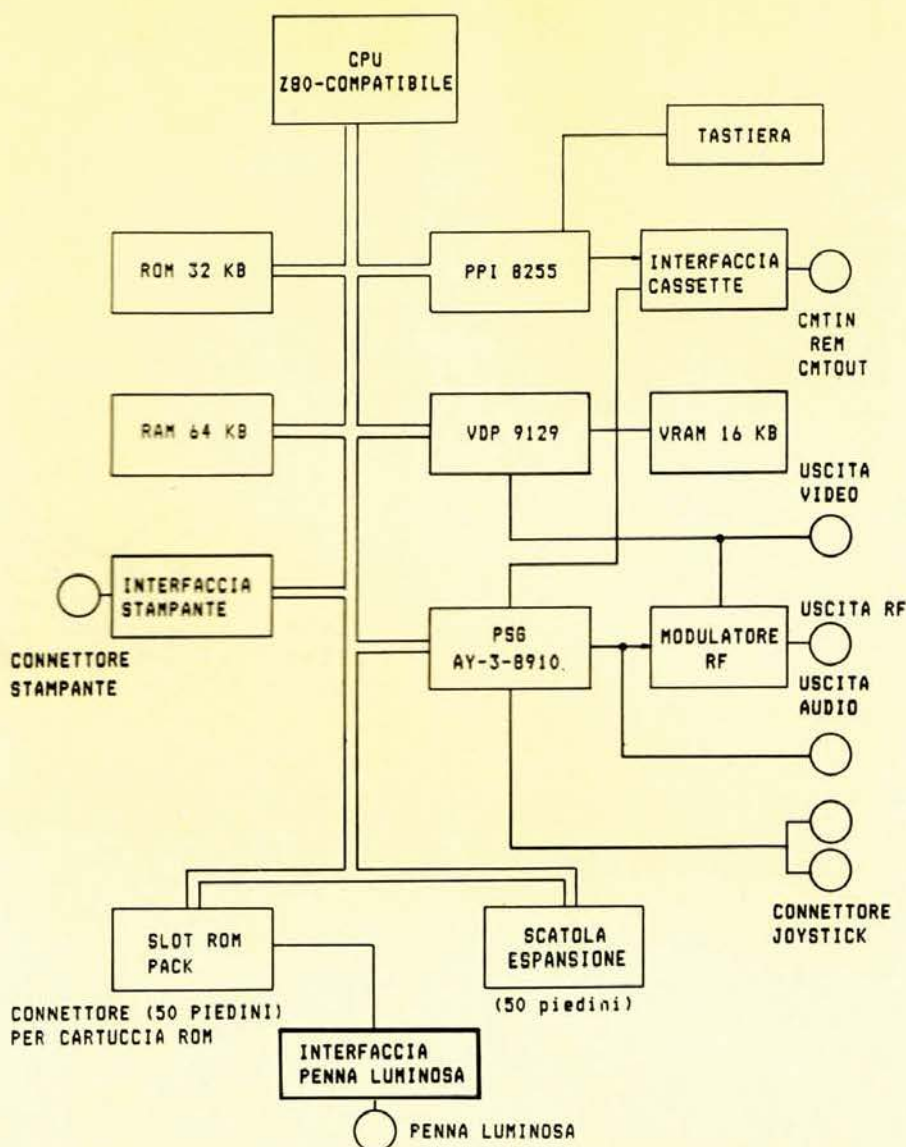 CPU
Z80-COMPATIBILE
TASTIERA
ROM 32 KB
PPI 8255
INTERFACCIA
CASSETTE
CMTIN
REM
CMTOUT
RAM 64 KB
VDP 9129
VRAM 16 KB
USCITA
VIDEO
INTERFACCIA
STAMPANTE
CONNETTORE
STAMPANTE
PSG
AY-3-8910.
MODULATORE
RF
USCITA RF
USCITA
AUDIO
CONNETTORE
JOYSTICK
SLOT ROM
PACK
CONNETTORE (50 PIEDINI)
PER CARTUCCIA ROM
SCATOLA
ESPANSIONE
(50 piedini)
INTERFACCIA
PENNA LUMINOSA
PENNA LUMINOSA